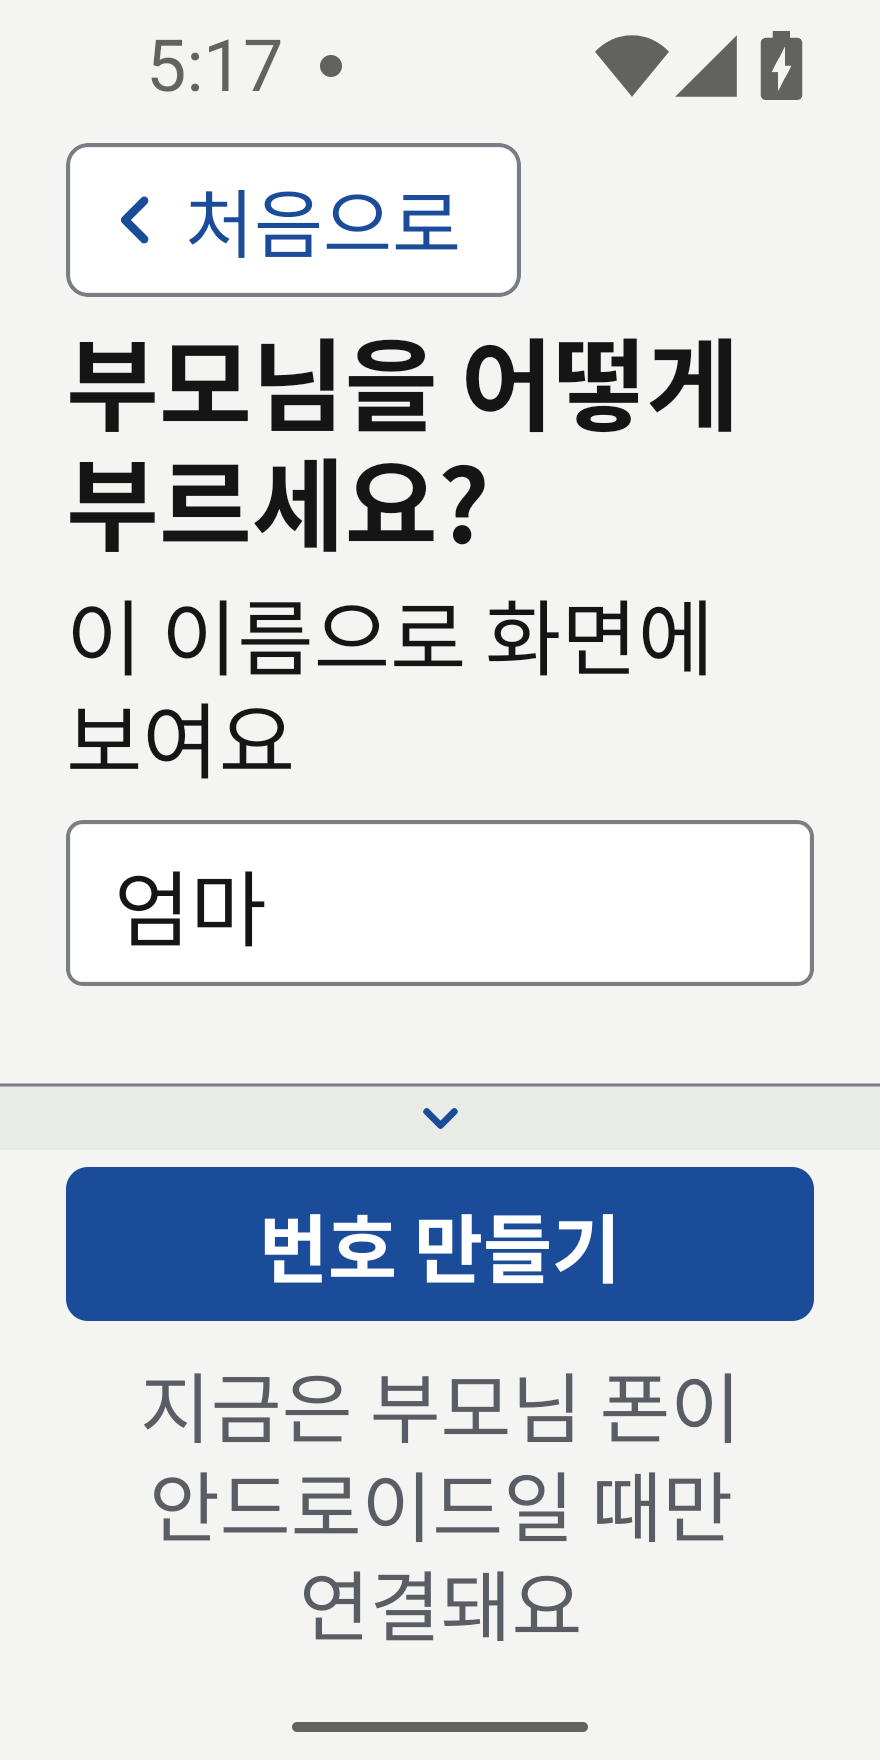 5:17
처음으로
부모님을 어떻게
부르세요?
이 이름으로 화면에
보여요
엄마
번호 만들기
지금은 부모님 폰이
안드로이드일 때만
연결돼요